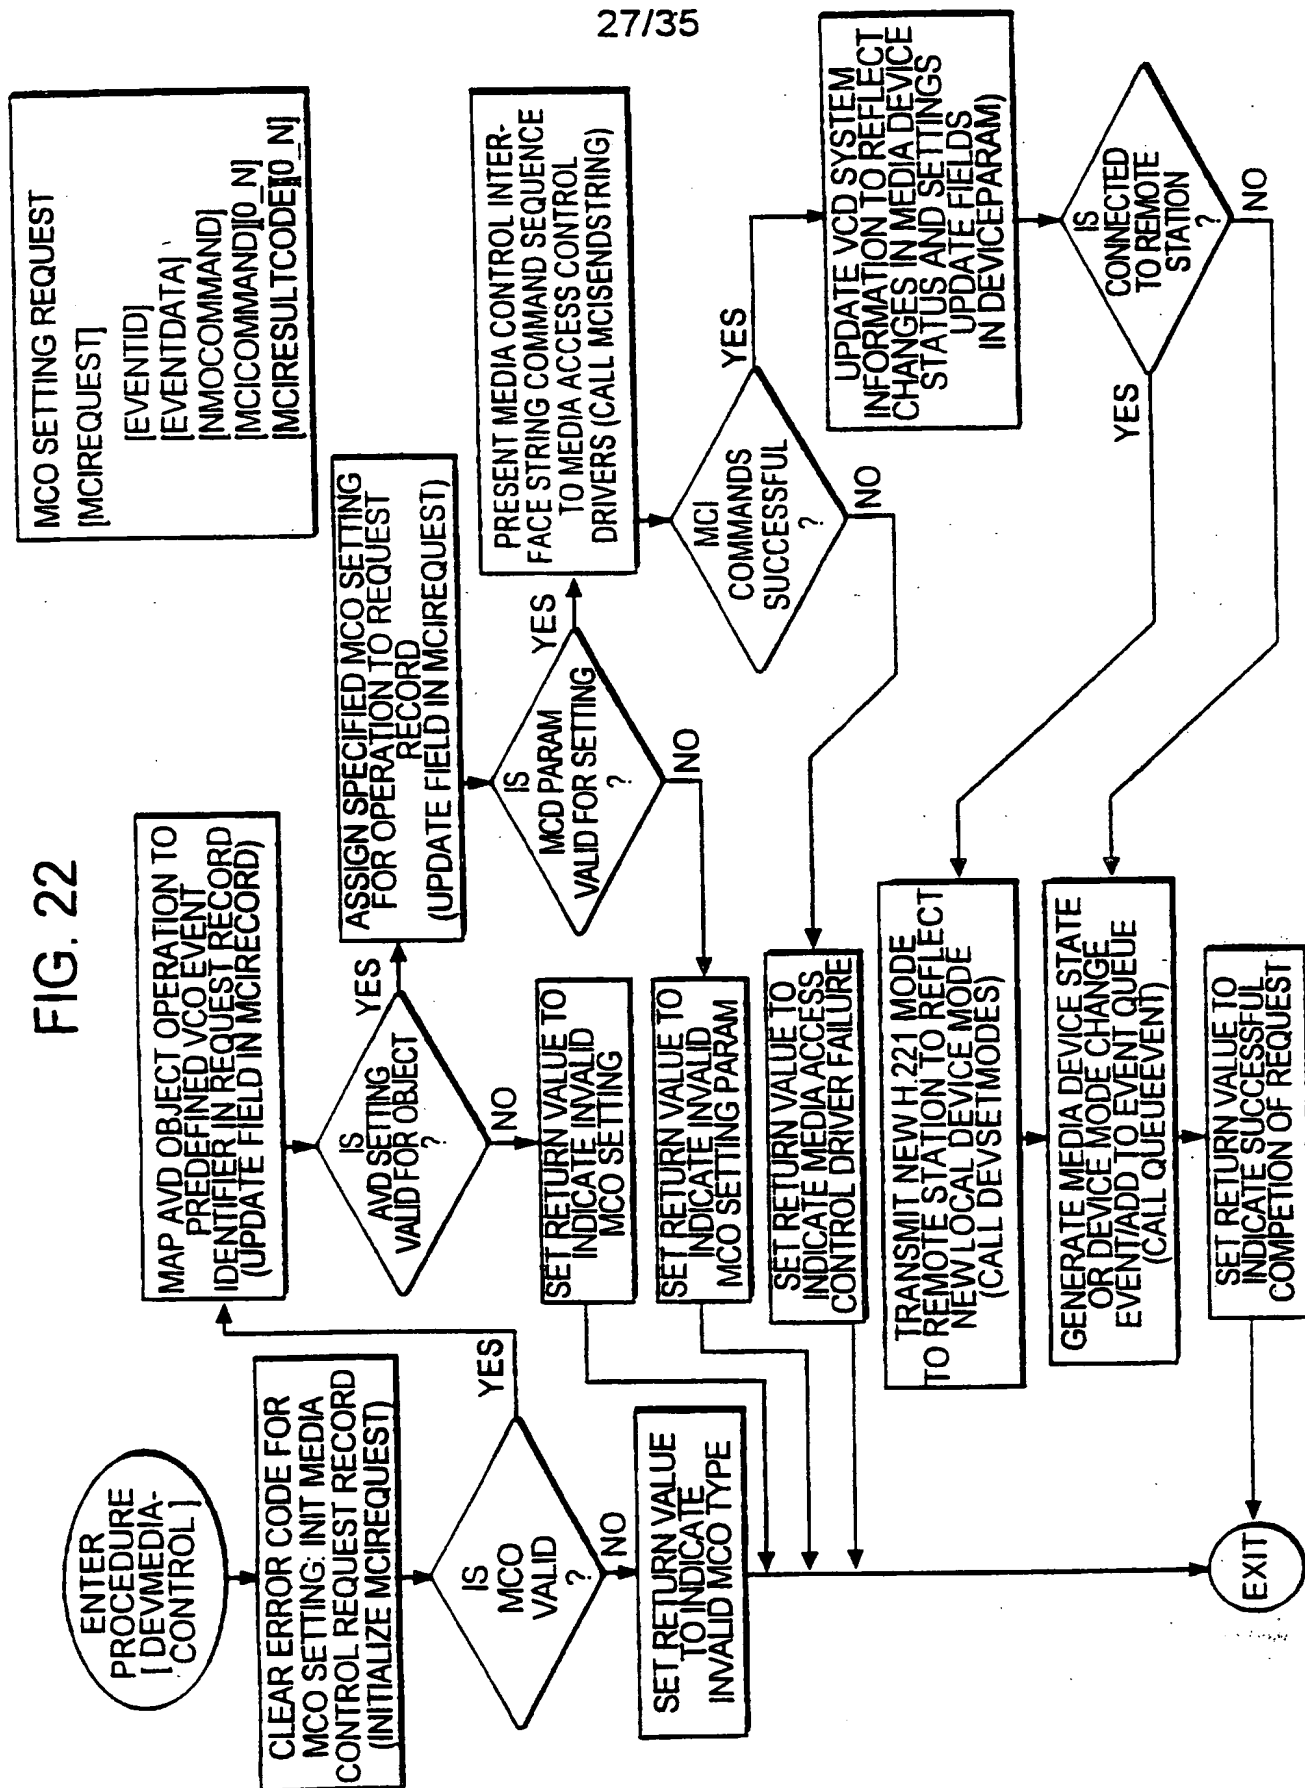 27/35
FIG. 22
MCO SETTING REQUEST
[MCIREQUEST]
[EVENTID]
[EVENTDATA]
[NMOCOMMAND]
[MCICOMMAND][0_N]
[MCIRESULTCODE][0_N]
ENTER
PROCEDURE
[ DEVMEDIA-
CONTROL ]
CLEAR ERROR CODE FOR
MCO SETTING: INIT MEDIA
CONTROL REQUEST RECORD
(INITIALIZE MCIREQUEST)
IS
MCO
VALID
?
YES
NO
SET RETURN VALUE
TO INDICATE
INVALID MCO TYPE
MAP AVD OBJECT OPERATION TO
PREDEFINED VCO EVENT
IDENTIFIER IN REQUEST RECORD
(UPDATE FIELD IN MCIRECORD)
IS
AVD SETTING
VALID FOR OBJECT
?
YES
NO
SET RETURN VALUE TO
INDICATE INVALID
MCO SETTING
ASSIGN SPECIFIED MCO SETTING
FOR OPERATION TO REQUEST
RECORD
(UPDATE FIELD IN MCIREQUEST)
IS
MCD PARAM
VALID FOR SETTING
?
YES
NO
SET RETURN VALUE TO
INDICATE INVALID
MCO SETTING PARAM
PRESENT MEDIA CONTROL INTER-
FACE STRING COMMAND SEQUENCE
TO MEDIA ACCESS CONTROL
DRIVERS (CALL MCISENDSTRING)
MCI
COMMANDS
SUCCESSFUL
?
YES
NO
SET RETURN VALUE TO
INDICATE MEDIA ACCESS
CONTROL DRIVER FAILURE
UPDATE VCD SYSTEM
INFORMATION TO REFLECT
CHANGES IN MEDIA DEVICE
STATUS AND SETTINGS
UPDATE FIELDS
IN DEVICEPARAM)
IS
CONNECTED
TO REMOTE
STATION
?
YES
NO
TRANSMIT NEW H.221 MODE
TO REMOTE STATION TO REFLECT
NEW LOCAL DEVICE MODE
(CALL DEVSETMODES)
GENERATE MEDIA DEVICE STATE
OR DEVICE MODE CHANGE
EVENT/ADD TO EVENT QUEUE
(CALL QUEUEEVENT)
SET RETURN VALUE TO
INDICATE SUCCESSFUL
COMPETION OF REQUEST
EXIT